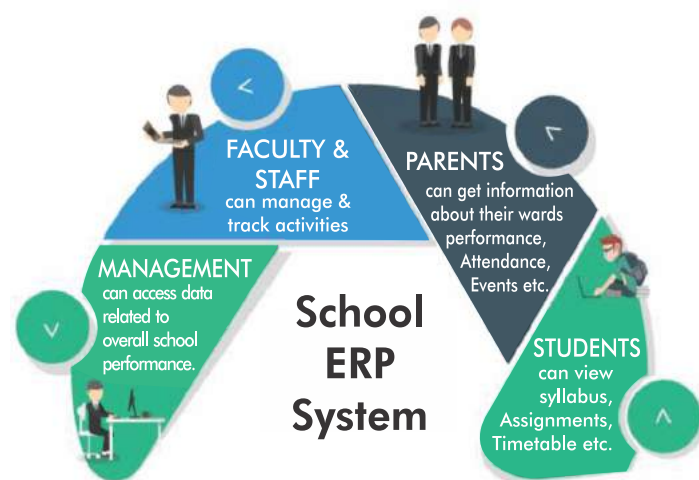 FACULTY &
STAFF
can manage &
track activities
PARENTS
can get information
about their wards
performance,
Attendance,
Events etc.
MANAGEMENT
can access data
related to
overall school
performance.
School
ERP
System
STUDENTS
can view
syllabus,
Assignments,
Timetable etc.